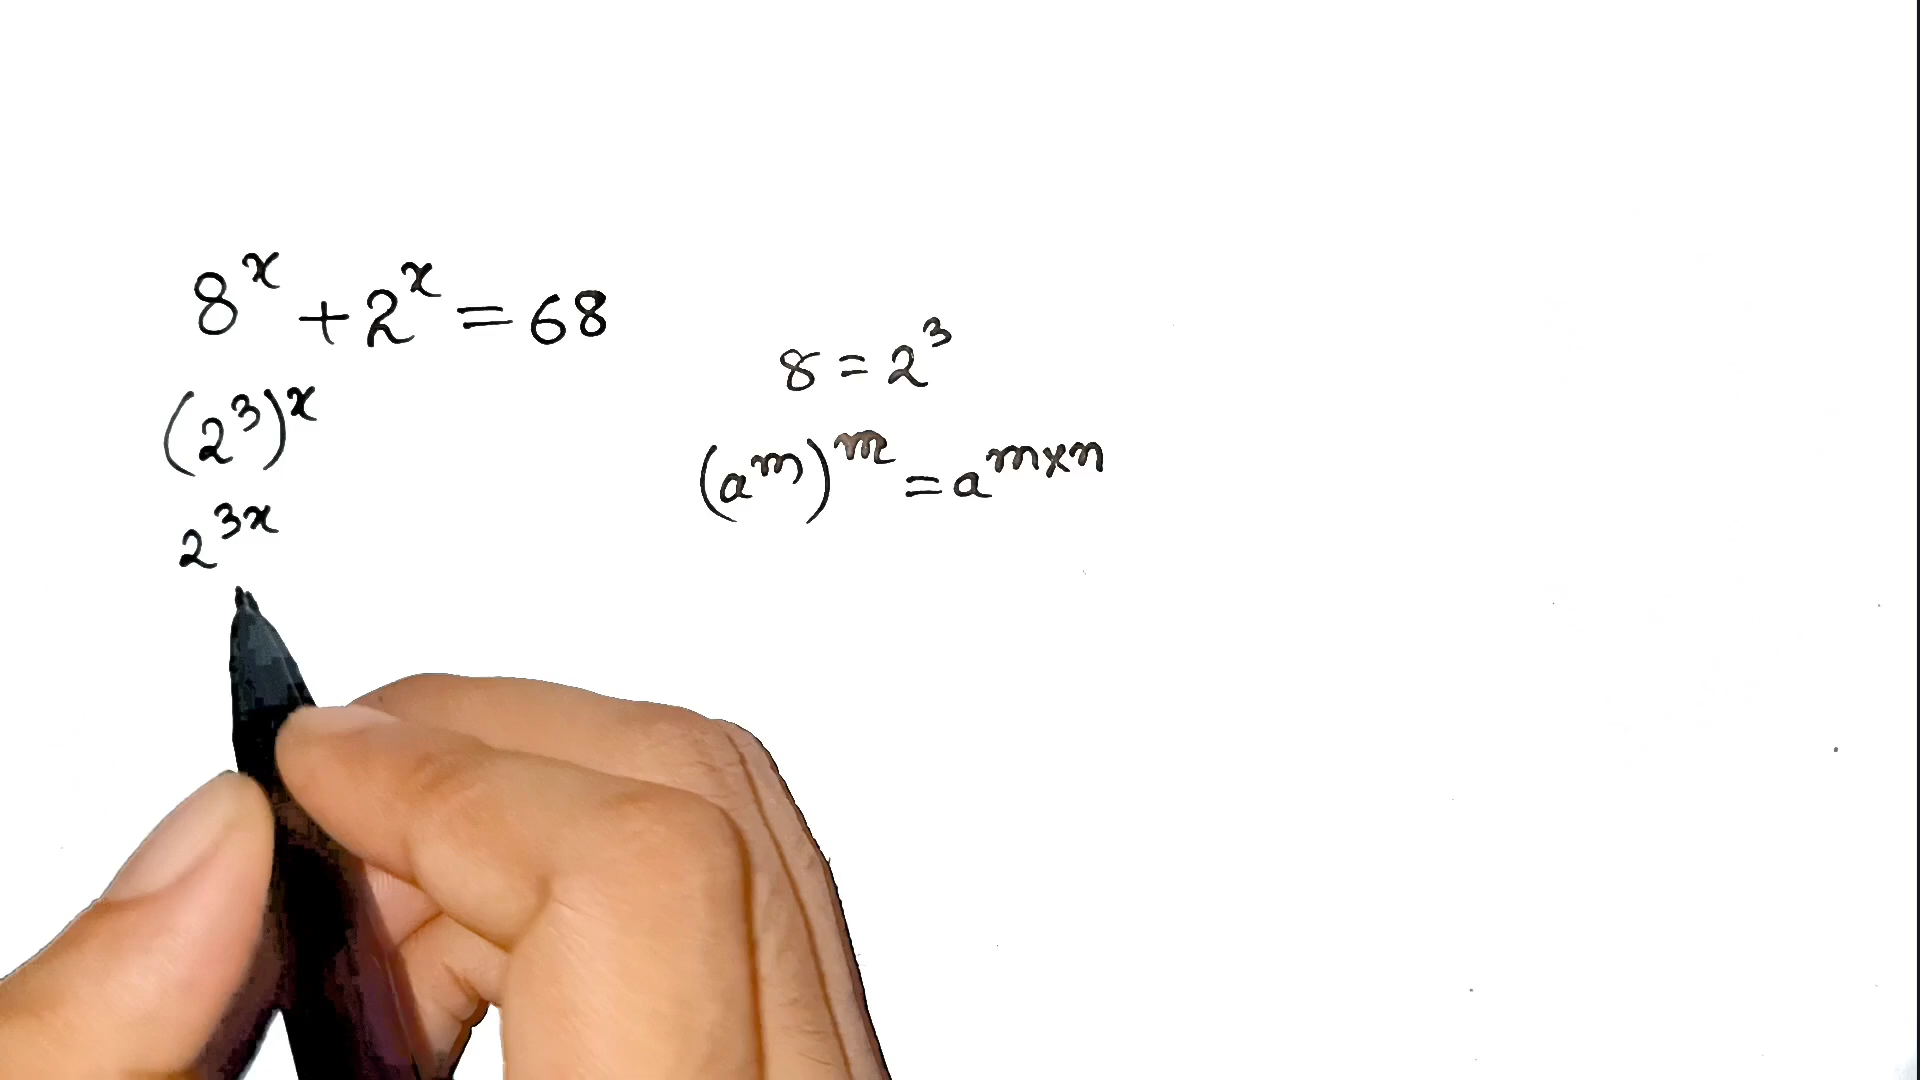 8^x + 2^x = 68
8 = 2^3
(2^3)^x
(a^m)^m = a^{m×n}
2^{3x}